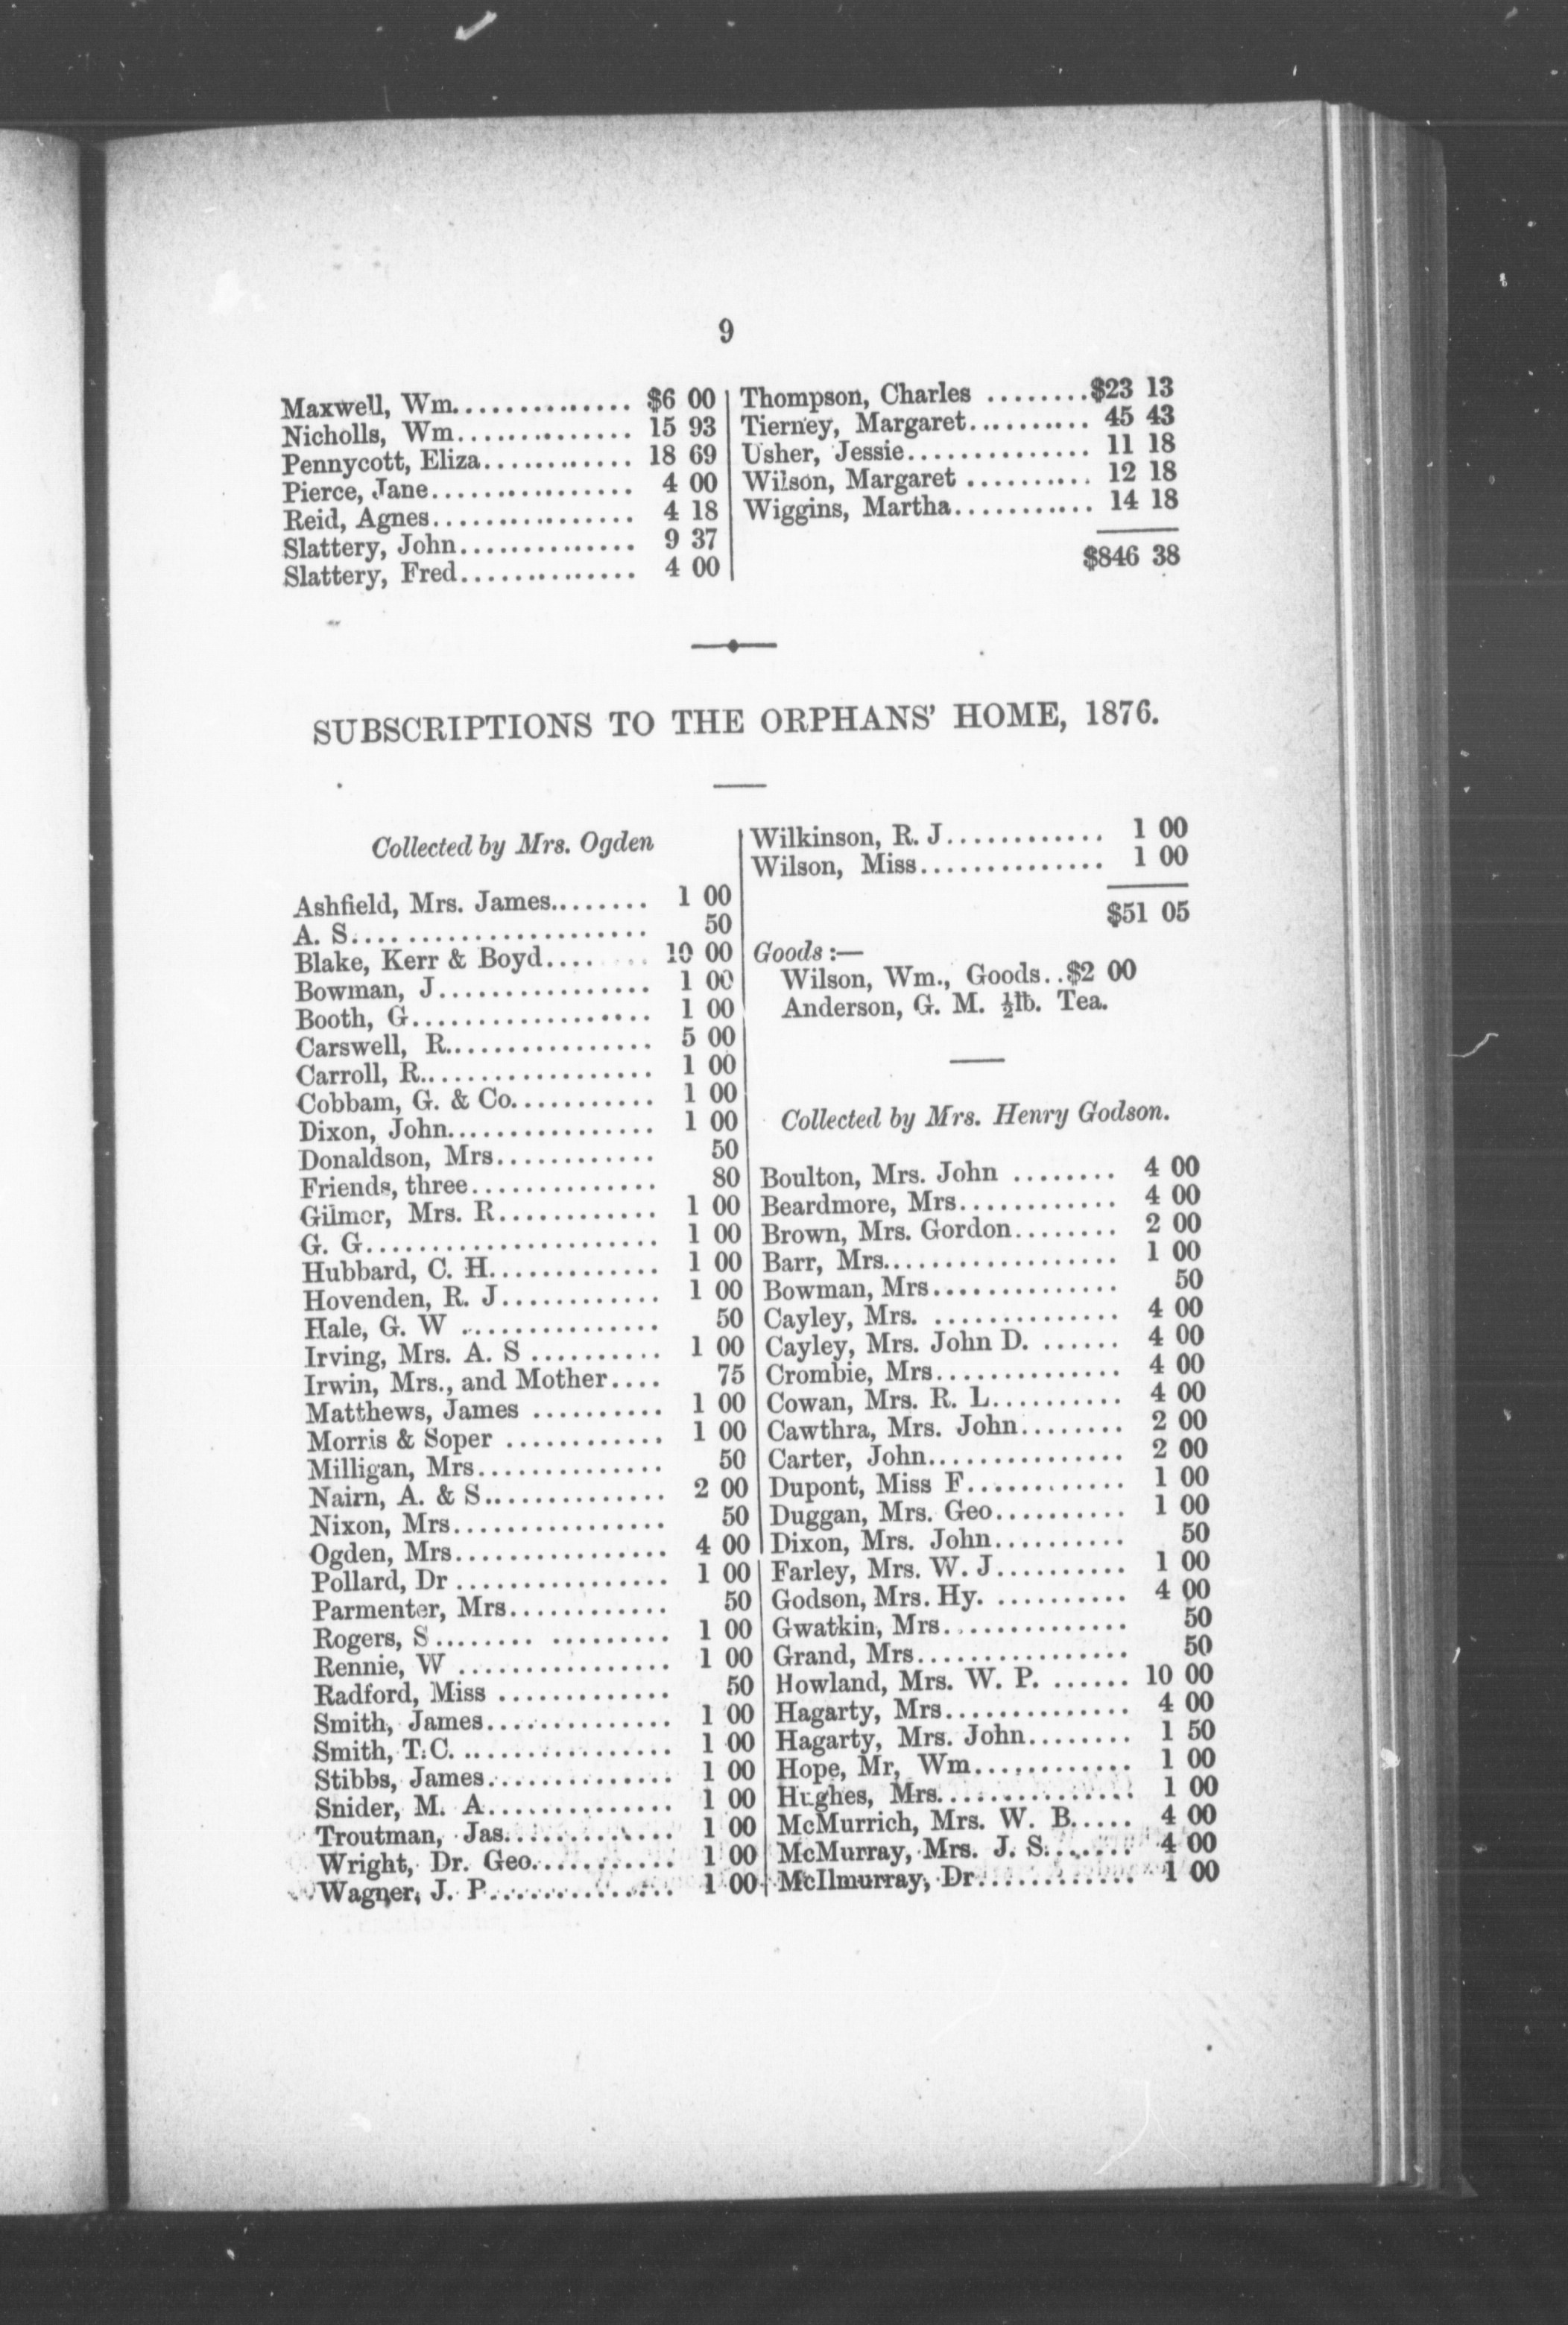 9
Maxwell, Wm.............. $6 00
Nicholls, Wm.............. 15 93
Pennycott, Eliza............ 18 69
Pierce, Jane................ 4 00
Reid, Agnes................ 4 18
Slattery, John.............. 9 37
Slattery, Fred.............. 4 00
Thompson, Charles ........$23 13
Tierney, Margaret.......... 45 43
Usher, Jessie.............. 11 18
Wilson, Margaret .......... 12 18
Wiggins, Martha........... 14 18
$846 38
SUBSCRIPTIONS TO THE ORPHANS' HOME, 1876.
Collected by Mrs. Ogden
Ashfield, Mrs. James........ 1 00
A. S....................... 50
Blake, Kerr & Boyd........ 10 00
Bowman, J................ 1 00
Booth, G.................. 1 00
Carswell, R................ 5 00
Carroll, R.................. 1 00
Cobbam, G. & Co........... 1 00
Dixon, John................ 1 00
Donaldson, Mrs............ 50
Friends, three.............. 80
Gilmor, Mrs. R............ 1 00
G. G...................... 1 00
Hubbard, C. H............. 1 00
Hovenden, R. J............ 1 00
Hale, G. W ............... 50
Irving, Mrs. A. S .......... 1 00
Irwin, Mrs., and Mother.... 75
Matthews, James .......... 1 00
Morris & Soper ............ 1 00
Milligan, Mrs.............. 50
Nairn, A. & S.............. 2 00
Nixon, Mrs................ 50
Ogden, Mrs................ 4 00
Pollard, Dr ................ 1 00
Parmenter, Mrs............ 50
Rogers, S........ ......... 1 00
Rennie, W ................ 1 00
Radford, Miss ............. 50
Smith, James.............. 1 00
Smith, T. C. .............. 1 00
Stibbs, James.............. 1 00
Snider, M. A.............. 1 00
Troutman, Jas............. 1 00
Wright, Dr. Geo........... 1 00
Wagner, J. P.............. 1 00
Wilkinson, R. J............ 1 00
Wilson, Miss.............. 1 00
$51 05
Goods :—
Wilson, Wm., Goods..$2 00
Anderson, G. M. ½lb. Tea.
Collected by Mrs. Henry Godson.
Boulton, Mrs. John ........ 4 00
Beardmore, Mrs............ 4 00
Brown, Mrs. Gordon........ 2 00
Barr, Mrs.................. 1 00
Bowman, Mrs.............. 50
Cayley, Mrs. .............. 4 00
Cayley, Mrs. John D. ...... 4 00
Crombie, Mrs.............. 4 00
Cowan, Mrs. R. L.......... 4 00
Cawthra, Mrs. John........ 2 00
Carter, John............... 2 00
Dupont, Miss F............ 1 00
Duggan, Mrs. Geo.......... 1 00
Dixon, Mrs. John.......... 50
Farley, Mrs. W. J.......... 1 00
Godson, Mrs. Hy. .......... 4 00
Gwatkin, Mrs.............. 50
Grand, Mrs................ 50
Howland, Mrs. W. P. ...... 10 00
Hagarty, Mrs.............. 4 00
Hagarty, Mrs. John........ 1 50
Hope, Mr, Wm............ 1 00
Hughes, Mrs............... 1 00
McMurrich, Mrs. W. B..... 4 00
McMurray, Mrs. J. S....... 4 00
McIlmurray, Dr............ 1 00